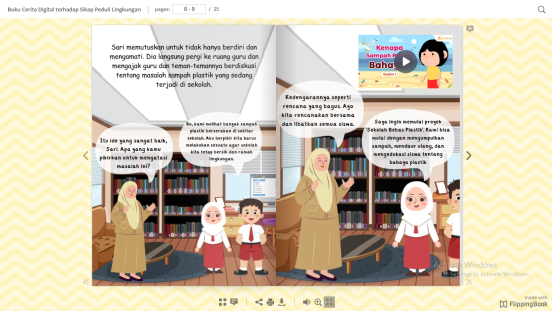 Buku Cerita Digital terhadap Sikap Peduli Lingkungan
pages:
8 - 9
/ 25
Sari memutuskan untuk tidak hanya berdiri dan
mengamati. Dia langsung pergi ke ruang guru dan
mengajak guru dan teman-temannya berdiskusi
tentang masalah sampah plastik yang sedang
terjadi di sekolah.
Itu ide yang sangat baik,
Sari. Apa yang kamu
pikirkan untuk mengatasi
masalah ini?
Bu, kami melihat banyak sampah
plastik berserakan di sekitar
sekolah. Aku berpikir kita harus
melakukan sesuatu agar sekolah
kita tetap bersih dan ramah
lingkungan.
Kedengarannya seperti
rencana yang bagus. Ayo
kita rencanakan bersama
dan libatkan semua siswa.
Kenapa
Sampah P
Bahay
Saya ingin memulai proyek
'Sekolah Bebas Plastik'. Kami bisa
mulai dengan mengumpulkan
sampah, mendaur ulang, dan
mengedukasi siswa tentang
bahaya plastik
Activate Windows
Go to Settings to activate Windows.
made with
FlippingBook